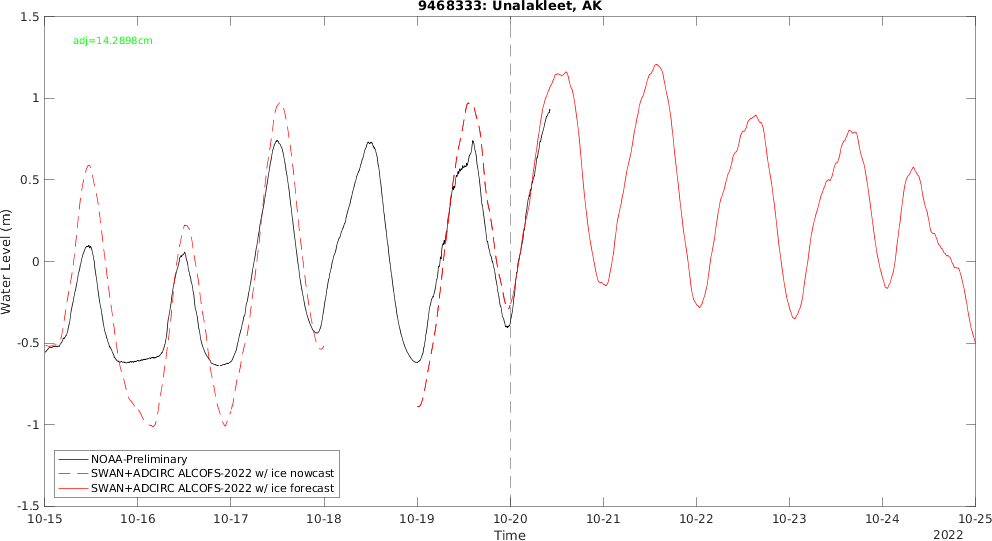 9468333: Unalakleet, AK
adj=14.2898cm
Water Level (m)
1.5
1
0.5
0
-0.5
-1
-1.5
NOAA-Preliminary
SWAN+ADCIRC ALCOFS-2022 w/ ice nowcast
SWAN+ADCIRC ALCOFS-2022 w/ ice forecast
10-15 10-16 10-17 10-18 10-19 10-20 10-21 10-22 10-23 10-24 10-25
Time
2022